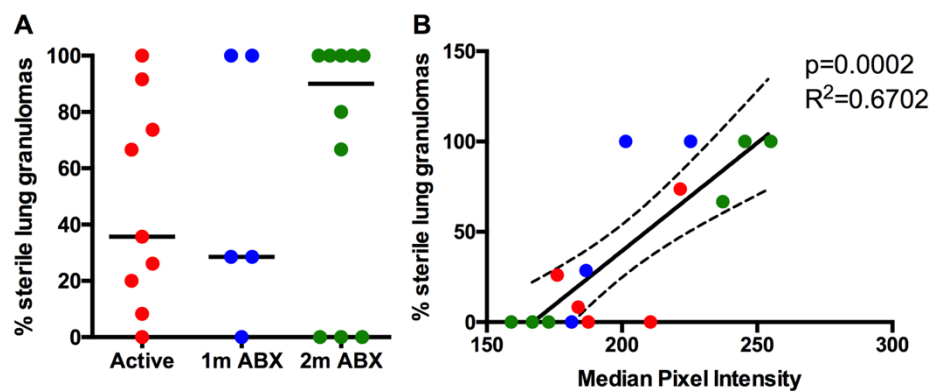 A
% sterile lung granulomas
100
80
60
40
20
0
Active 1m ABX 2m ABX
B
% sterile lung granulomas
150
100
50
0
150 200 250 300
Median Pixel Intensity
p=0.0002
R²=0.6702